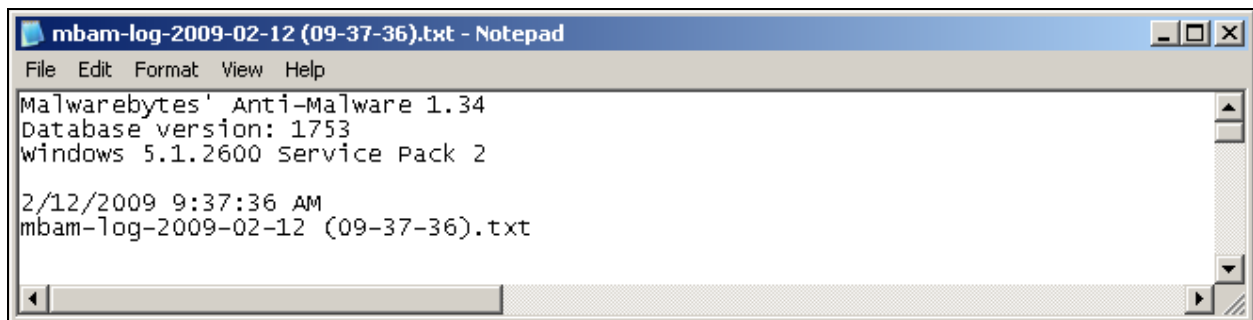 mbam-log-2009-02-12 (09-37-36).txt - Notepad
File Edit Format View Help
Malwarebytes' Anti-Malware 1.34
Database version: 1753
Windows 5.1.2600 Service Pack 2
2/12/2009 9:37:36 AM
mbam-log-2009-02-12 (09-37-36).txt